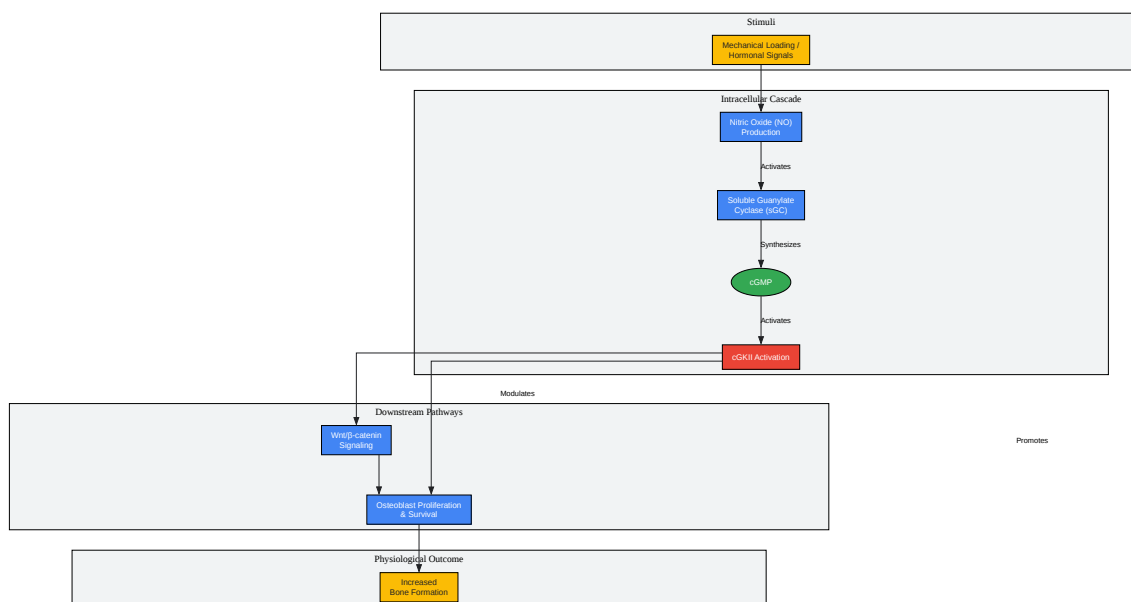 Stimuli
Mechanical Loading /
Hormonal Signals
Intracellular Cascade
Nitric Oxide (NO)
Production
Activates
Soluble Guanylate
Cyclase (sGC)
Synthesizes
cGMP
Activates
cGKII Activation
Modulates
Downstream Pathways
Wnt/β-catenin
Signaling
Promotes
Osteoblast Proliferation
& Survival
Physiological Outcome
Increased
Bone Formation